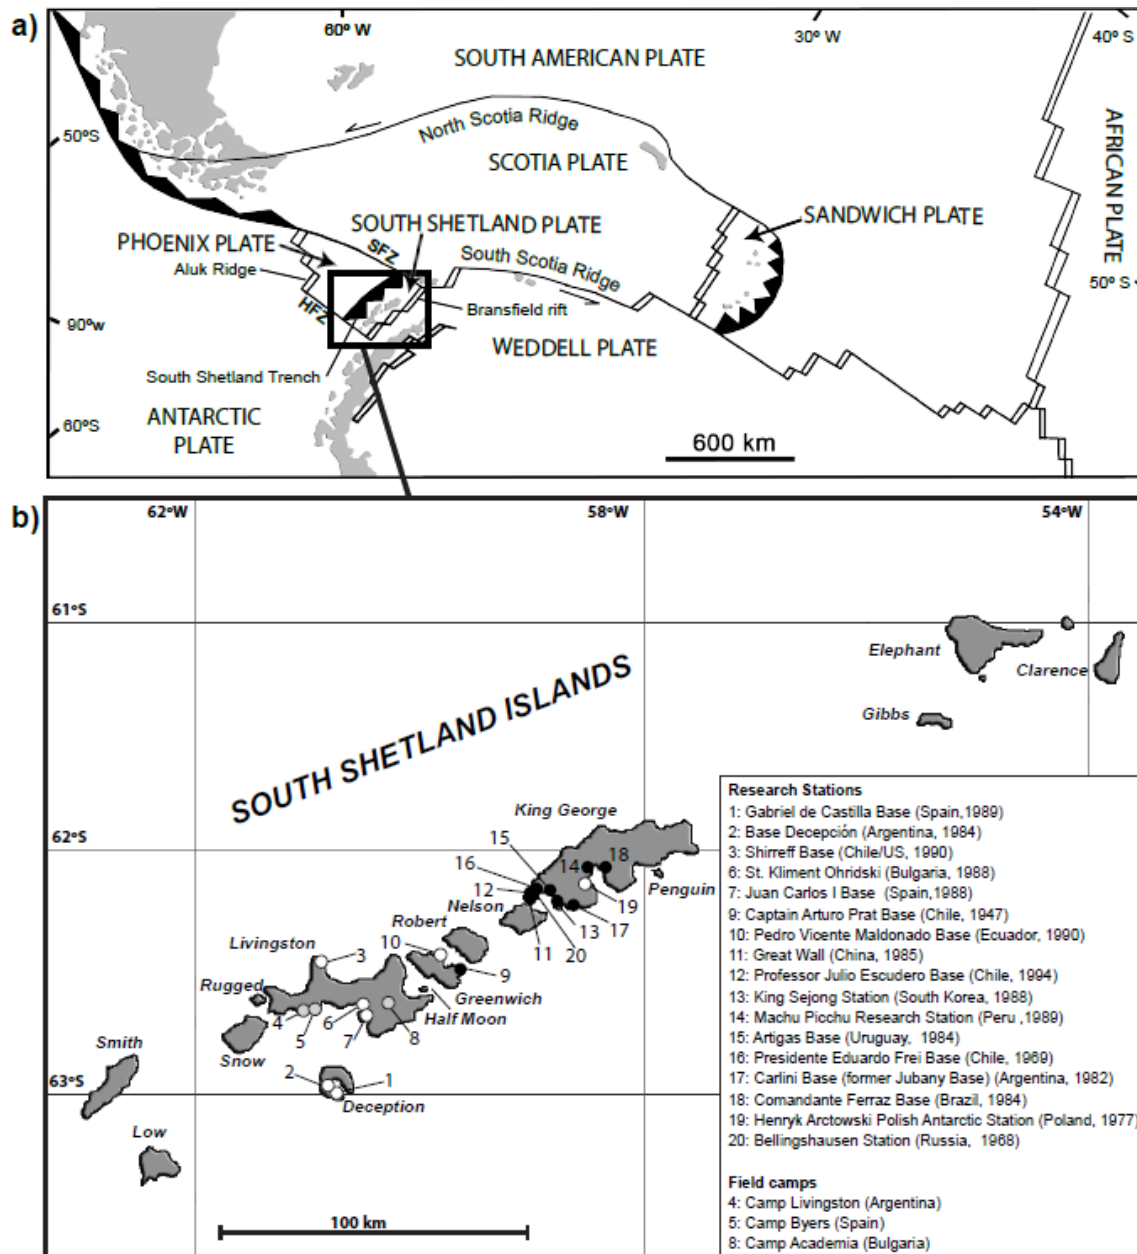 a)
60º W
30º W
40º S
SOUTH AMERICAN PLATE
North Scotia Ridge
50ºS
SCOTIA PLATE
AFRICAN PLATE
SANDWICH PLATE
SOUTH SHETLAND PLATE
PHOENIX PLATE
SFZ
South Scotia Ridge
Aluk Ridge
50º S
HFZ
Bransfield rift
90ºw
WEDDELL PLATE
South Shetland Trench
ANTARCTIC
PLATE
60ºS
600 km
b)
62ºW
58ºW
54ºW
61ºS
Elephant
Clarence
Gibbs
SOUTH SHETLAND ISLANDS
King George
62ºS
15
14
18
16
12
Penguin
Nelson
19
Robert
13
17
11
20
10
Livingston
3
9
Rugged
Greenwich
Half Moon
4
6
5
7
8
Snow
Smith
63ºS
2
1
Deception
Low
100 km
Research Stations
1: Gabriel de Castilla Base (Spain,1989)
2: Base Decepción (Argentina, 1984)
3: Shirreff Base (Chile/US, 1990)
6: St. Kliment Ohridski (Bulgaria, 1988)
7: Juan Carlos I Base (Spain,1988)
9: Captain Arturo Prat Base (Chile, 1947)
10: Pedro Vicente Maldonado Base (Ecuador, 1990)
11: Great Wall (China, 1985)
12: Professor Julio Escudero Base (Chile, 1994)
13: King Sejong Station (South Korea, 1988)
14: Machu Picchu Research Station (Peru ,1989)
15: Artigas Base (Uruguay, 1984)
16: Presidente Eduardo Frei Base (Chile, 1969)
17: Carlini Base (former Jubany Base) (Argentina, 1982)
18: Comandante Ferraz Base (Brazil, 1984)
19: Henryk Arctowski Polish Antarctic Station (Poland, 1977)
20: Bellingshausen Station (Russia, 1968)
Field camps
4: Camp Livingston (Argentina)
5: Camp Byers (Spain)
8: Camp Academia (Bulgaria)